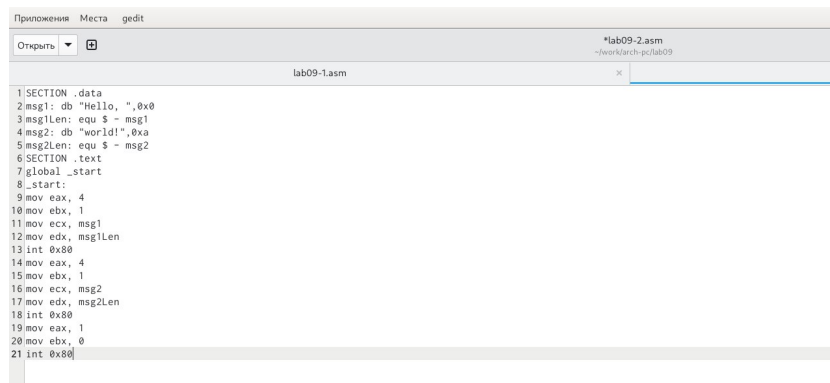 Приложения Места gedit
Открыть
*lab09-2.asm
~/work/arch-pc/lab09
lab09-1.asm ×
1 SECTION .data
2 msg1: db "Hello, ",0x0
3 msg1Len: equ $ - msg1
4 msg2: db "world!",0xa
5 msg2Len: equ $ - msg2
6 SECTION .text
7 global _start
8 _start:
9 mov eax, 4
10 mov ebx, 1
11 mov ecx, msg1
12 mov edx, msg1Len
13 int 0x80
14 mov eax, 4
15 mov ebx, 1
16 mov ecx, msg2
17 mov edx, msg2Len
18 int 0x80
19 mov eax, 1
20 mov ebx, 0
21 int 0x80